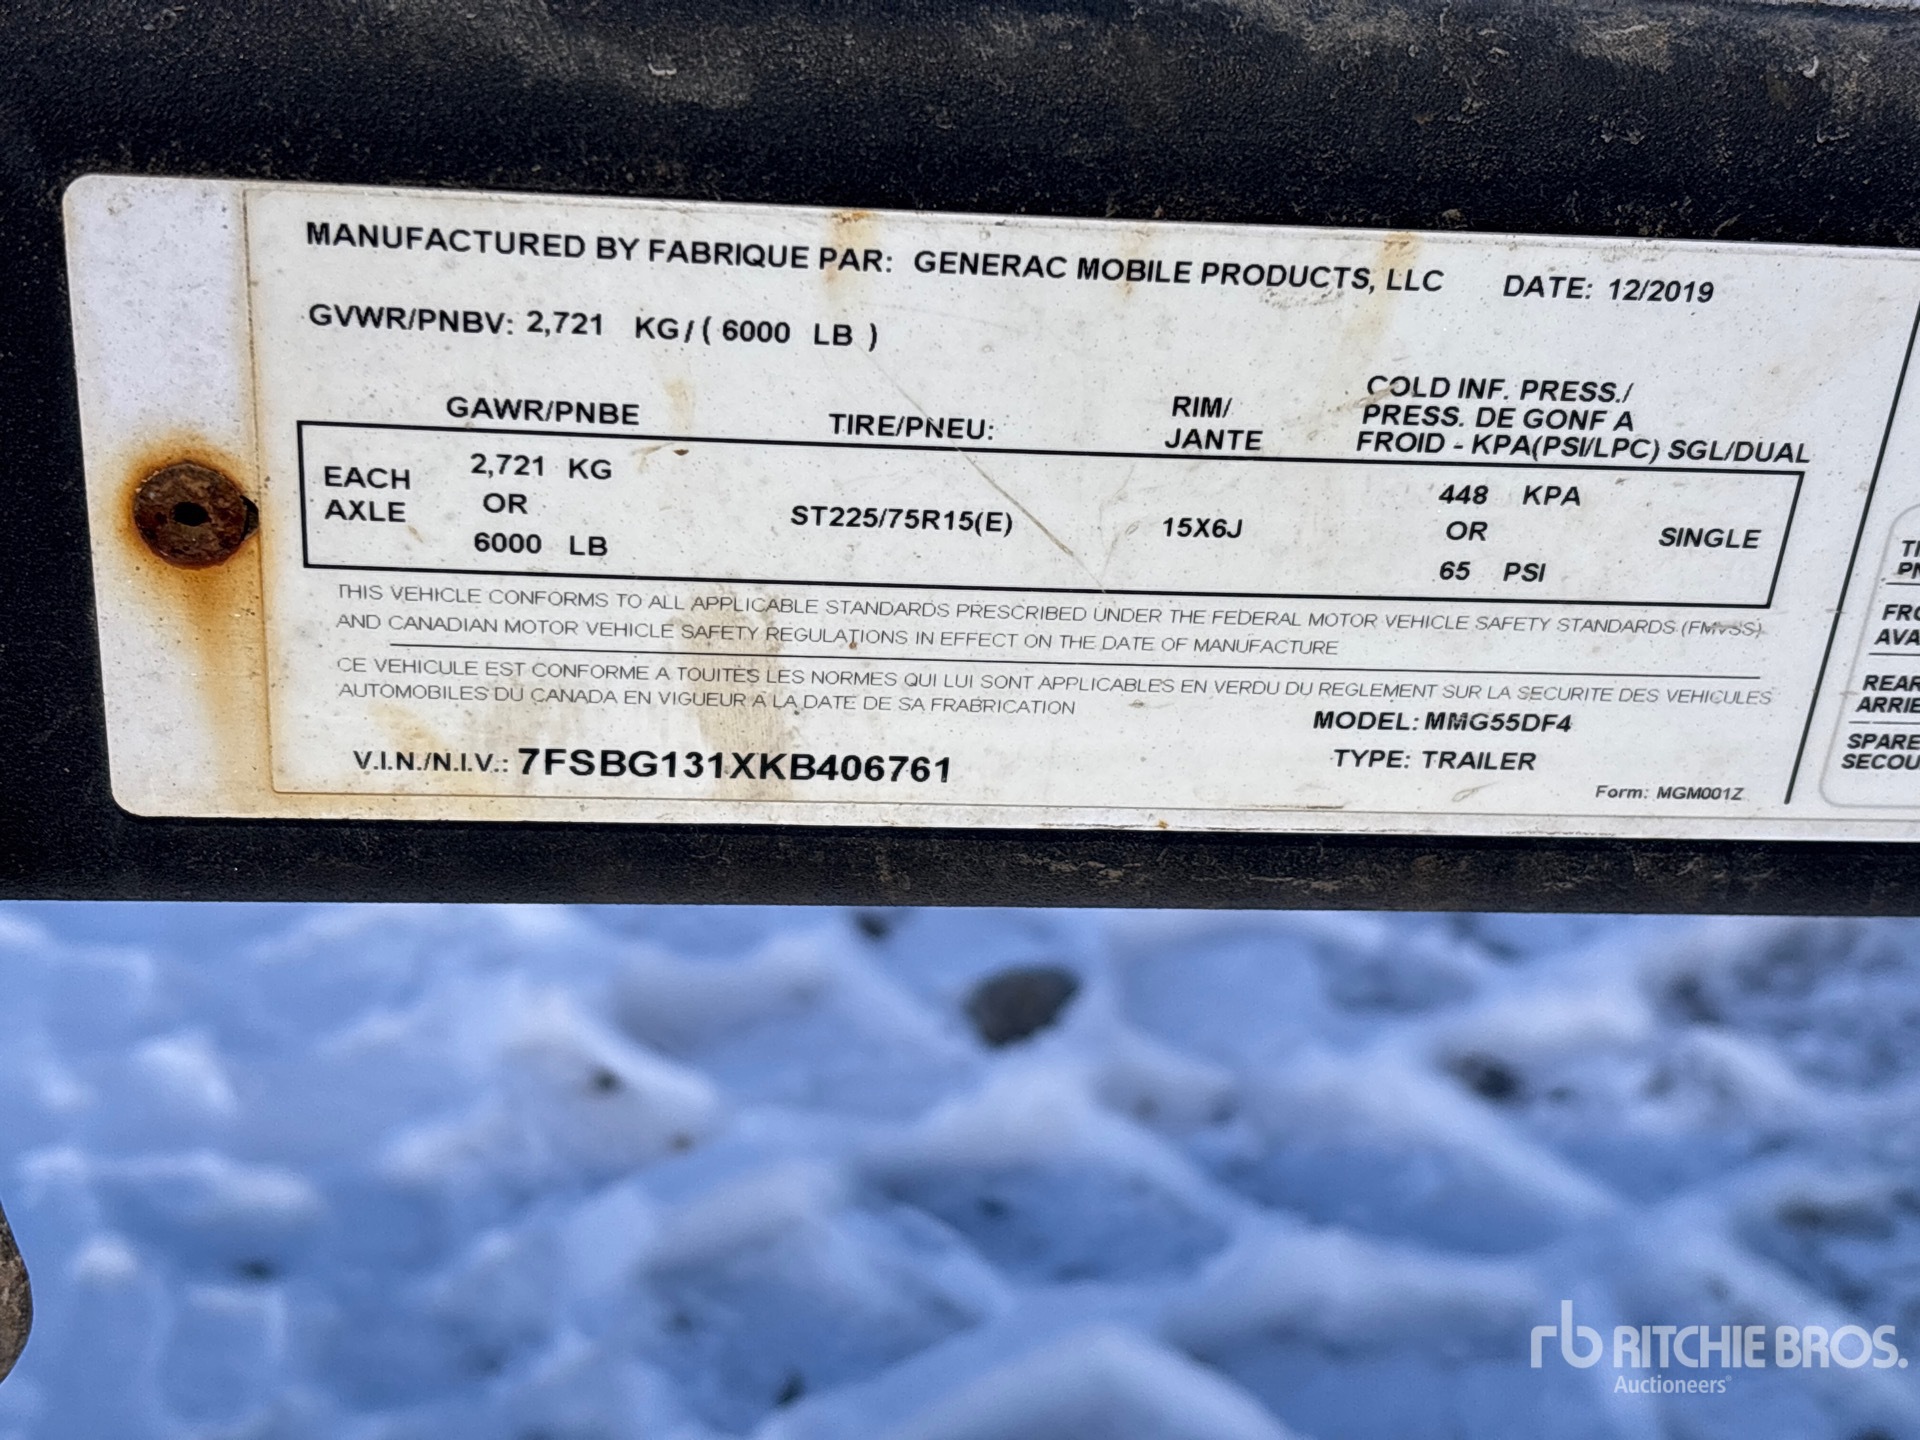 MANUFACTURED BY FABRIQUE PAR: GENERAC MOBILE PRODUCTS, LLC DATE: 12/2019
GVWR/PNBV: 2,721 KG/( 6000 LB )
GAWR/PNBE TIRE/PNEU: RIM/ JANTE COLD INF. PRESS./
PRESS. DE GONF A
FROID - KPA(PSI/LPC) SGL/DUAL
EACH AXLE 2,721 KG
OR
6000 LB
ST225/75R15(E) 15X6J
448 KPA
OR
65 PSI
SINGLE
THIS VEHICLE CONFORMS TO ALL APPLICABLE STANDARDS PRESCRIBED UNDER THE FEDERAL MOTOR VEHICLE SAFETY STANDARDS (FMVSS)
AND CANADIAN MOTOR VEHICLE SAFETY REGULATIONS IN EFFECT ON THE DATE OF MANUFACTURE
CE VEHICULE EST CONFORME A TOUITES LES NORMES QUI LUI SONT APPLICABLES EN VERDU DU REGLEMENT SUR LA SECURITE DES VEHICULES
AUTOMOBILES DU CANADA EN VIGUEUR A LA DATE DE SA FRABRICATION
MODEL: MMG55DF4
V.I.N./N.I.V.: 7FSBG131XKB406761
TYPE: TRAILER
Form: MGM001Z
REAR
ARRIE
SPARE
SECOU
rb RITCHIE BROS.
Auctioneers